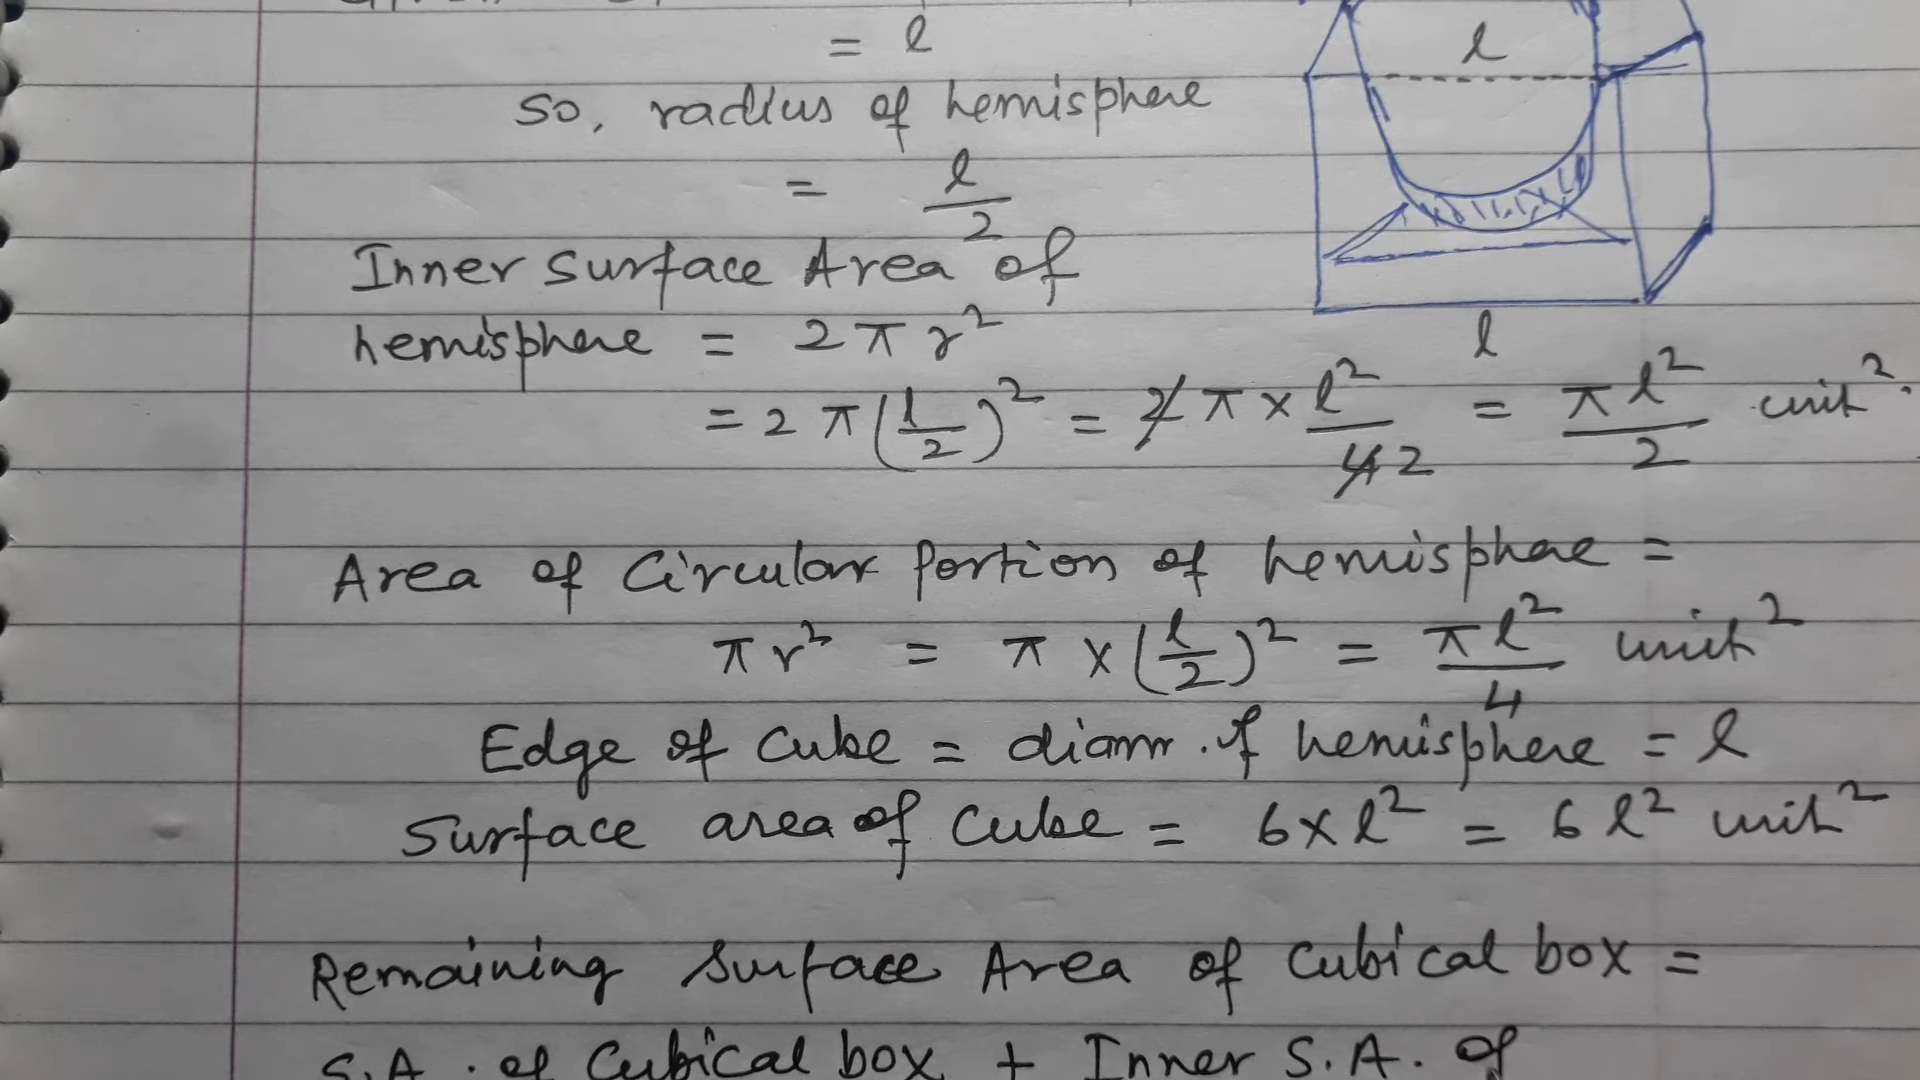 = l
l
so, radius of hemisphere
= l/2
Inner surface Area of
hemisphere = 2πr²
l
= 2π(l/2)² = 2π × l²/4 2 = πl²/2 unit².
Area of Circular Portion of hemisphere =
πr² = π × (l/2)² = πl²/4 unit²
Edge of cube = diamr. of hemisphere = l
Surface area of cube = 6×l² = 6l² unit²
Remaining Surface Area of cubical box =
S.A. of Cubical box + Inner S.A. of